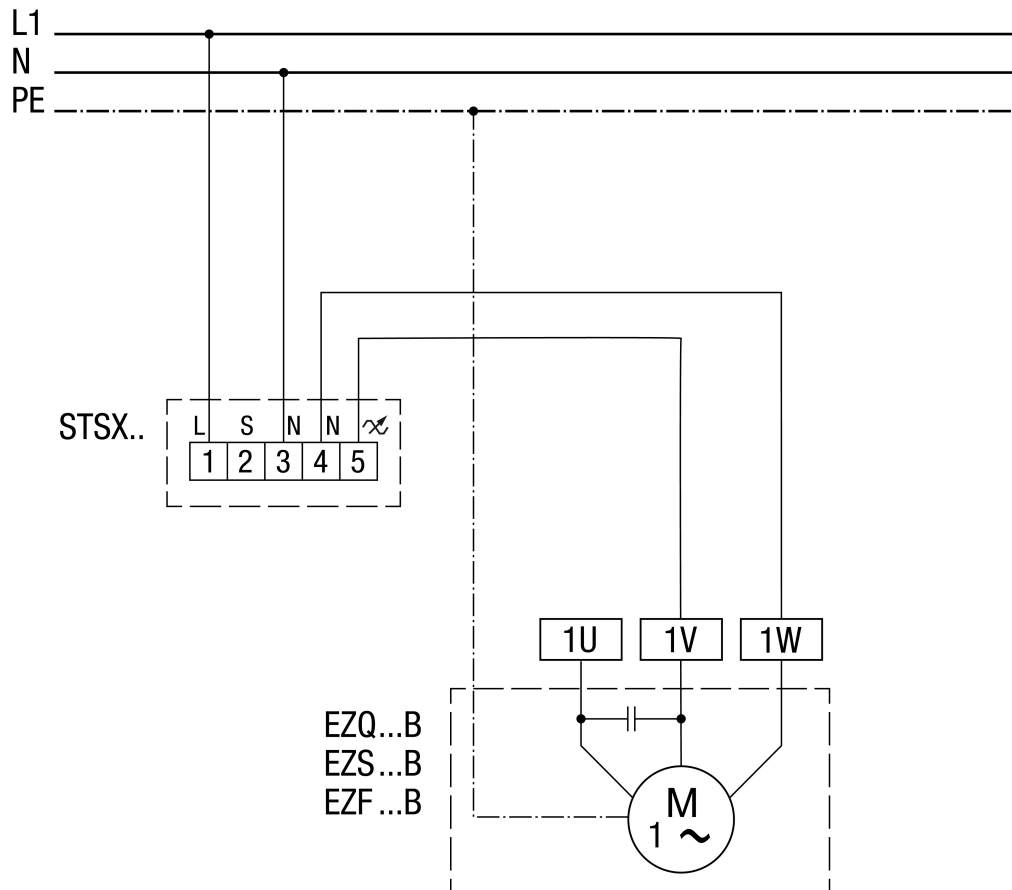 L1
N
PE
STSX..
L S N N
1 2 3 4 5
1U 1V 1W
EZQ...B
EZS...B
EZF...B
M
1 ~